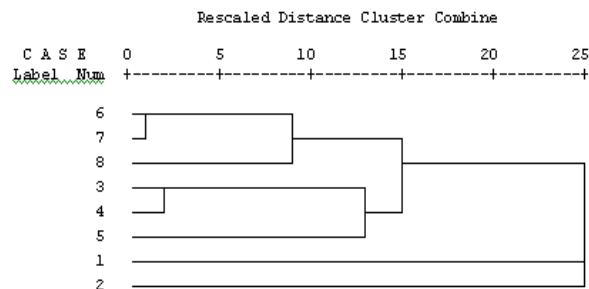 Rescaled Distance Cluster Combine
C A S E 0 5 10 15 20 25
Label Num +---------+---------+---------+---------+---------+
6
7
8
3
4
5
1
2